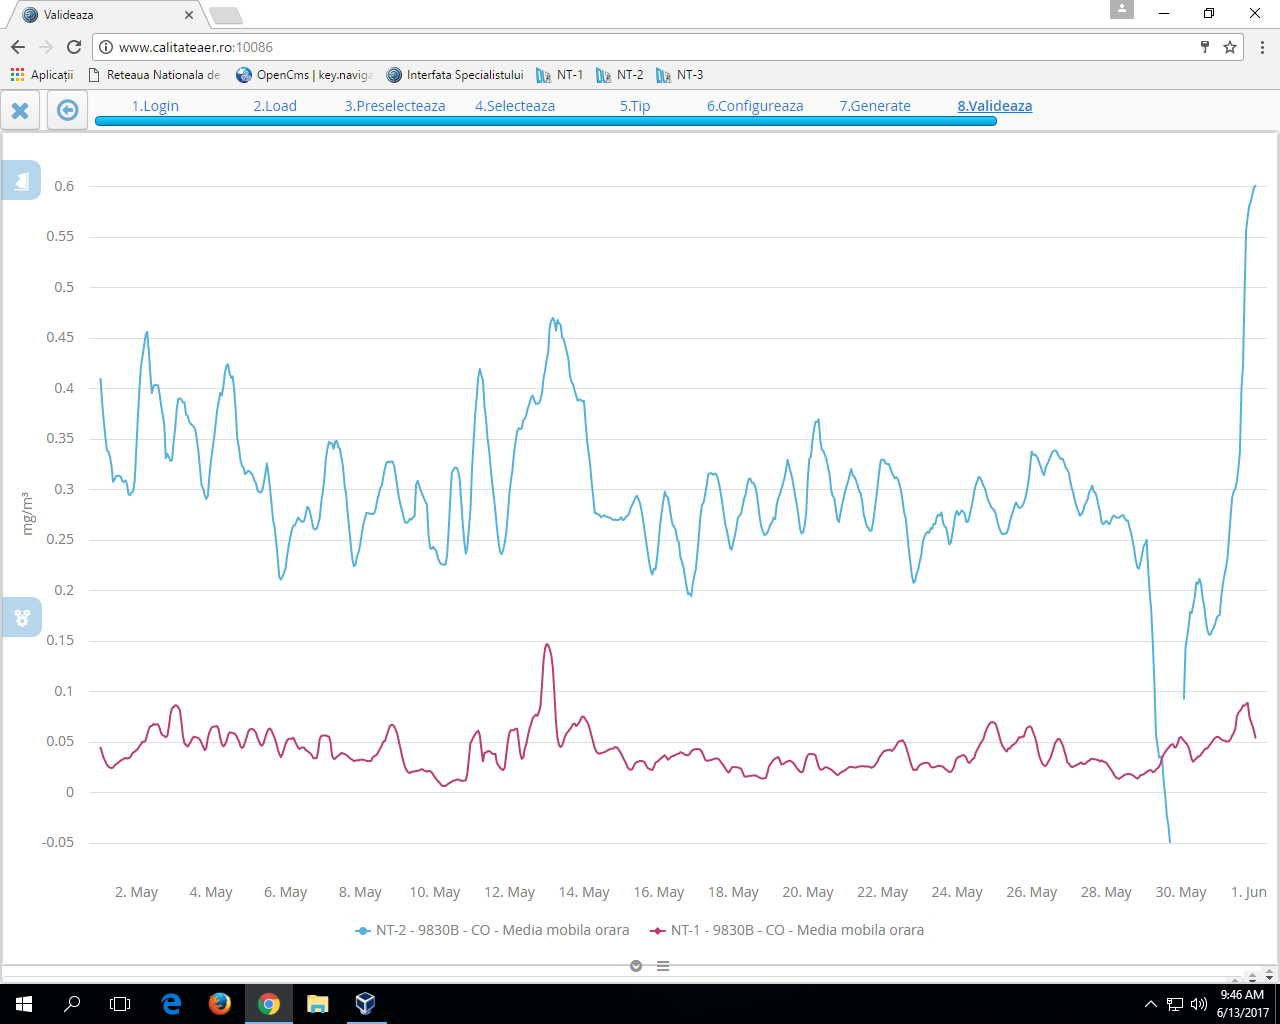 Valideaza
www.calitateaer.ro:10086
Aplicații
Reteaua Nationala de
OpenCms | key.naviga
Interfata Specialistului
NT-1
NT-2
NT-3
1.Login
2.Load
3.Preselecteaza
4.Selecteaza
5.Tip
6.Configureaza
7.Generate
8.Valideaza
0.6
0.55
0.5
0.45
0.4
0.35
0.3
0.25
0.2
0.15
0.1
0.05
0
-0.05
mg/m³
2. May
4. May
6. May
8. May
10. May
12. May
14. May
16. May
18. May
20. May
22. May
24. May
26. May
28. May
30. May
1. Jun
NT-2 - 9830B - CO - Media mobila orara
NT-1 - 9830B - CO - Media mobila orara
9:46 AM
6/13/2017